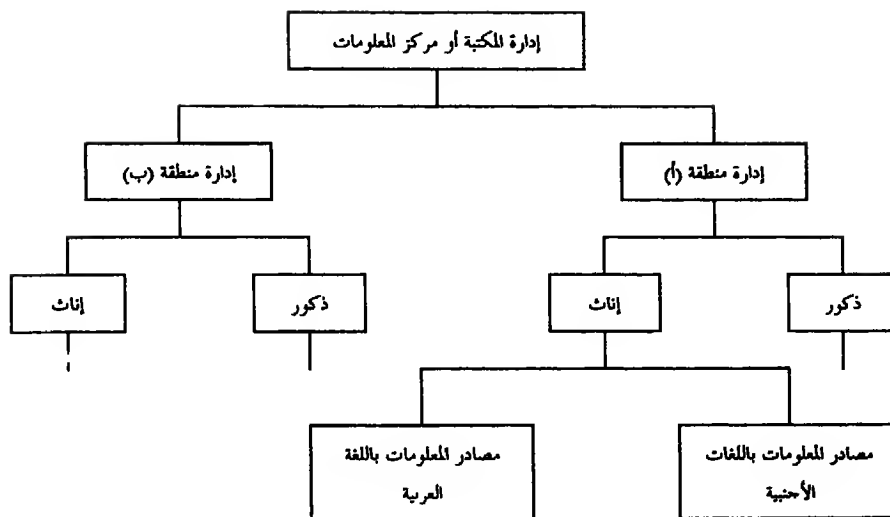 إدارة المكتبة أو مركز المعلومات
إدارة منطقة (أ)
إدارة منطقة (ب)
ذكور
إناث
ذكور
إناث
مصادر المعلومات باللغات
الأجنبية
مصادر المعلومات باللغة
العربية